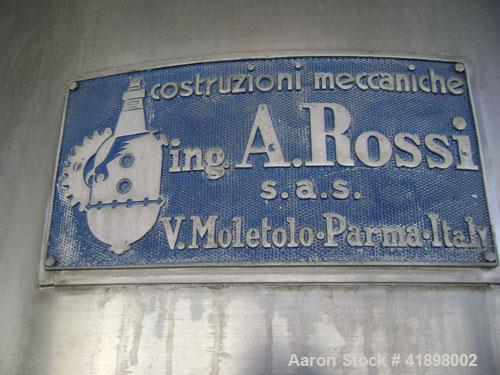 costruzioni meccaniche
ing. A. Rossi
s.a.s.
V. Moletolo·Parma·Italy
Aaron Stock # 41898002